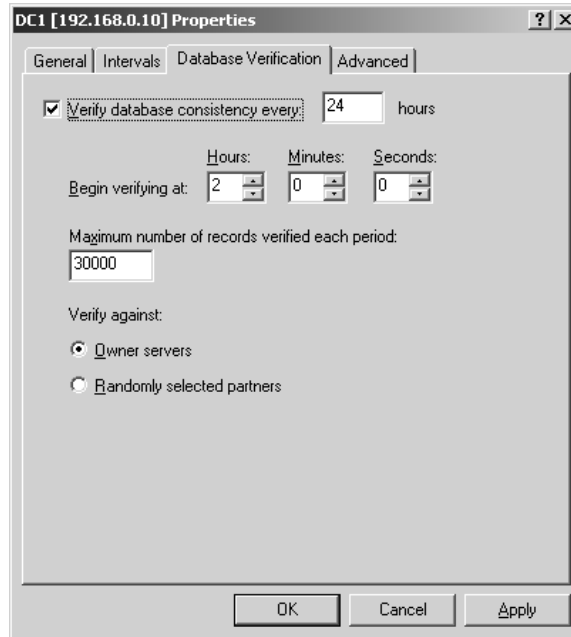 DC1 [192.168.0.10] Properties
General Intervals Database Verification Advanced
Verify database consistency every: 24 hours
Hours: Minutes: Seconds:
Begin verifying at: 2 0 0
Maximum number of records verified each period:
30000
Verify against:
Owner servers
Randomly selected partners
OK Cancel Apply